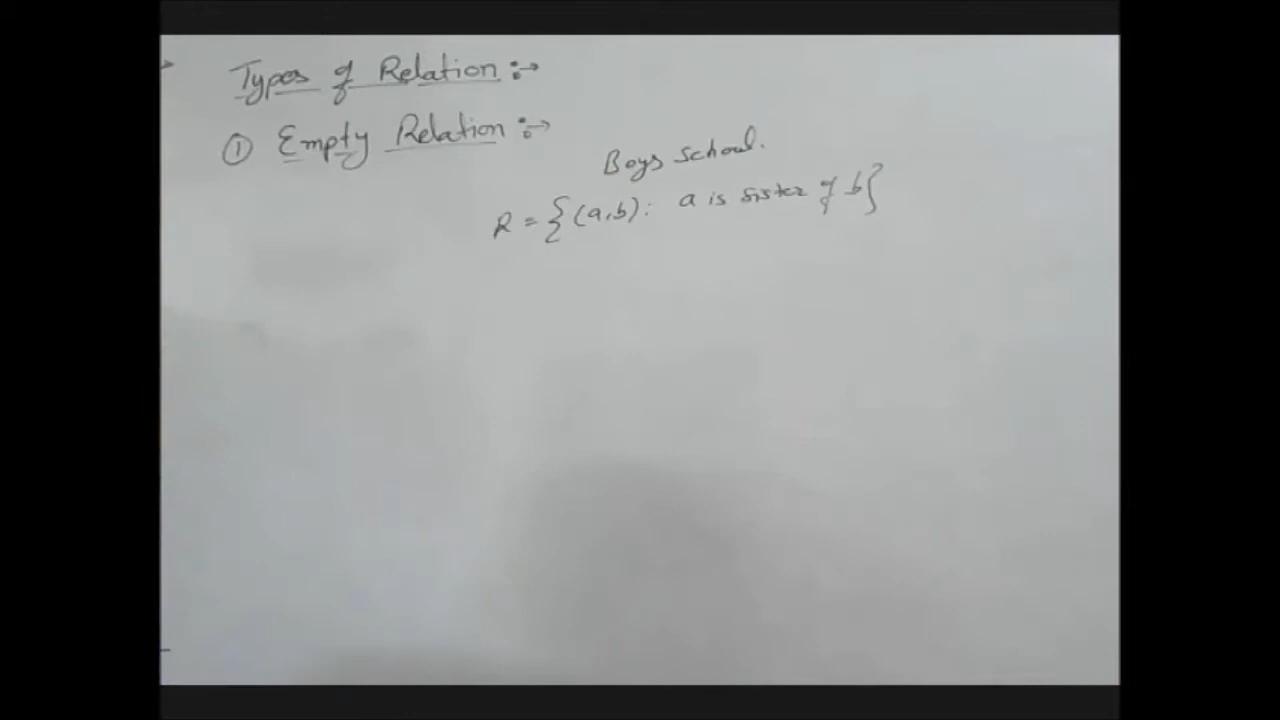 Types of Relation :→
① Empty Relation :→
Boys School.
R = {(a,b): a is sister of b}